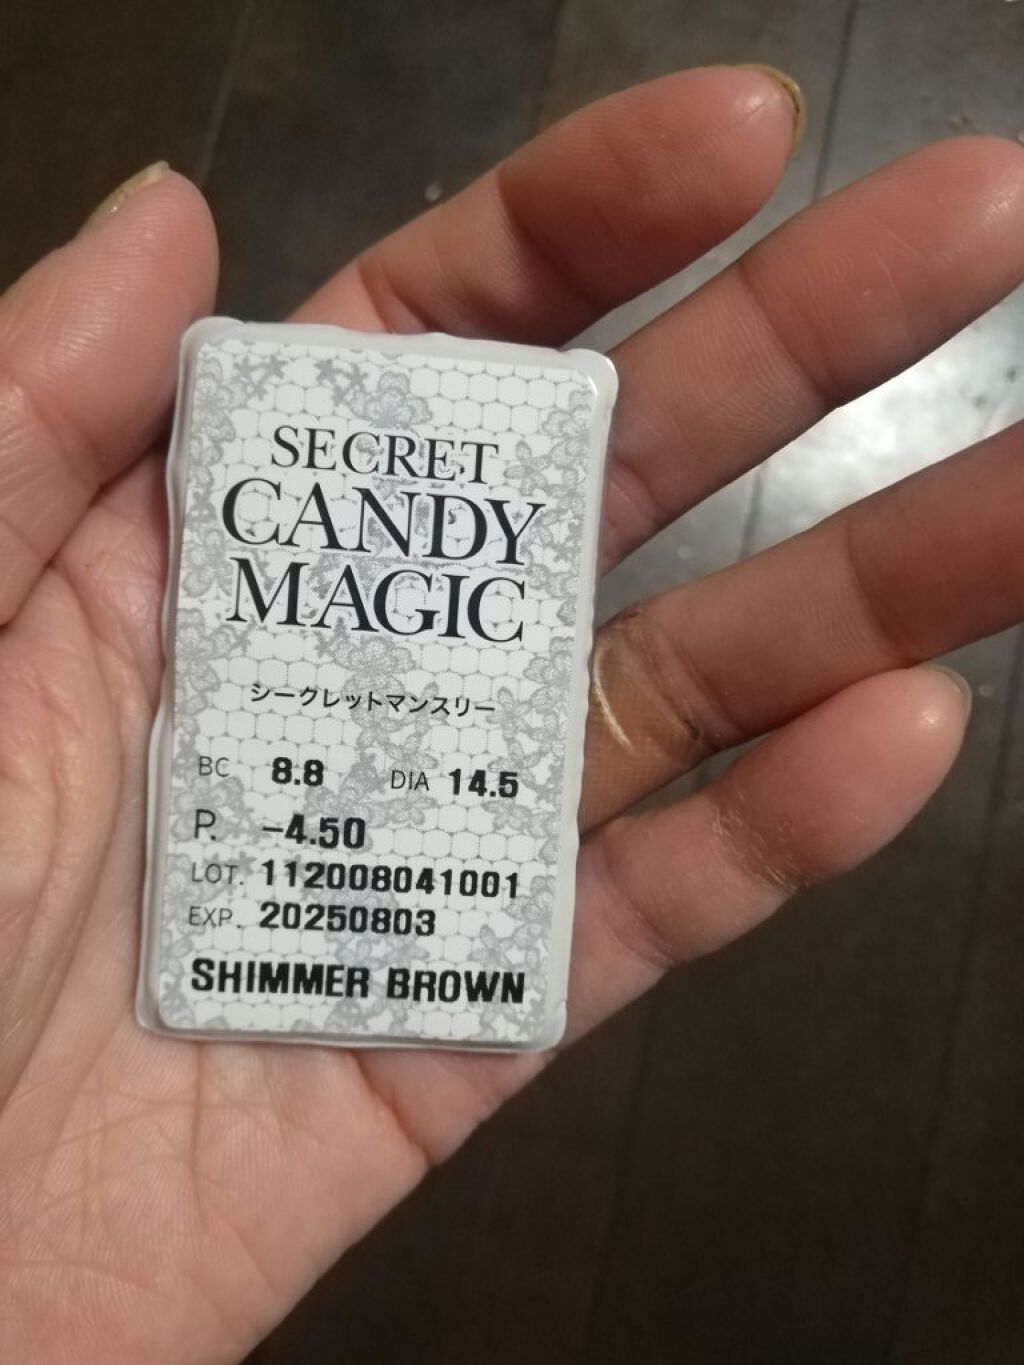 SECRET
CANDY
MAGIC
シークレットマンスリー
BC 8.8 DIA 14.5
P. -4.50
LOT. 112008041001
EXP. 20250803
SHIMMER BROWN